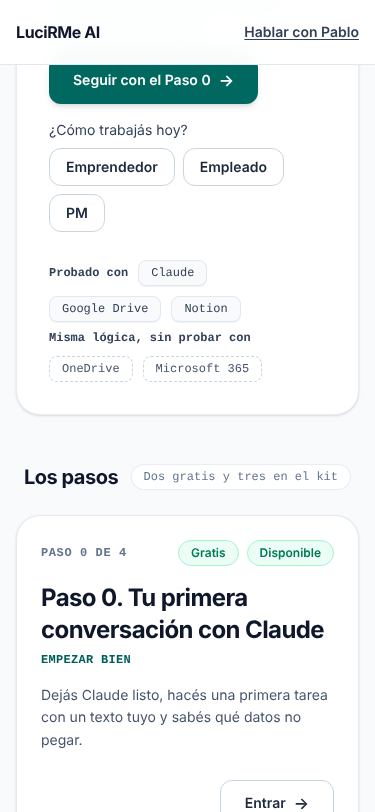 LuciRMe AI
Hablar con Pablo
Seguir con el Paso 0 →
¿Cómo trabajás hoy?
Emprendedor
Empleado
PM
Probado con
Claude
Google Drive
Notion
Misma lógica, sin probar con
OneDrive
Microsoft 365
Los pasos
Dos gratis y tres en el kit
PASO 0 DE 4
Gratis
Disponible
Paso 0. Tu primera
conversación con Claude
EMPEZAR BIEN
Dejás Claude listo, hacés una primera tarea
con un texto tuyo y sabés qué datos no
pegar.
Entrar →